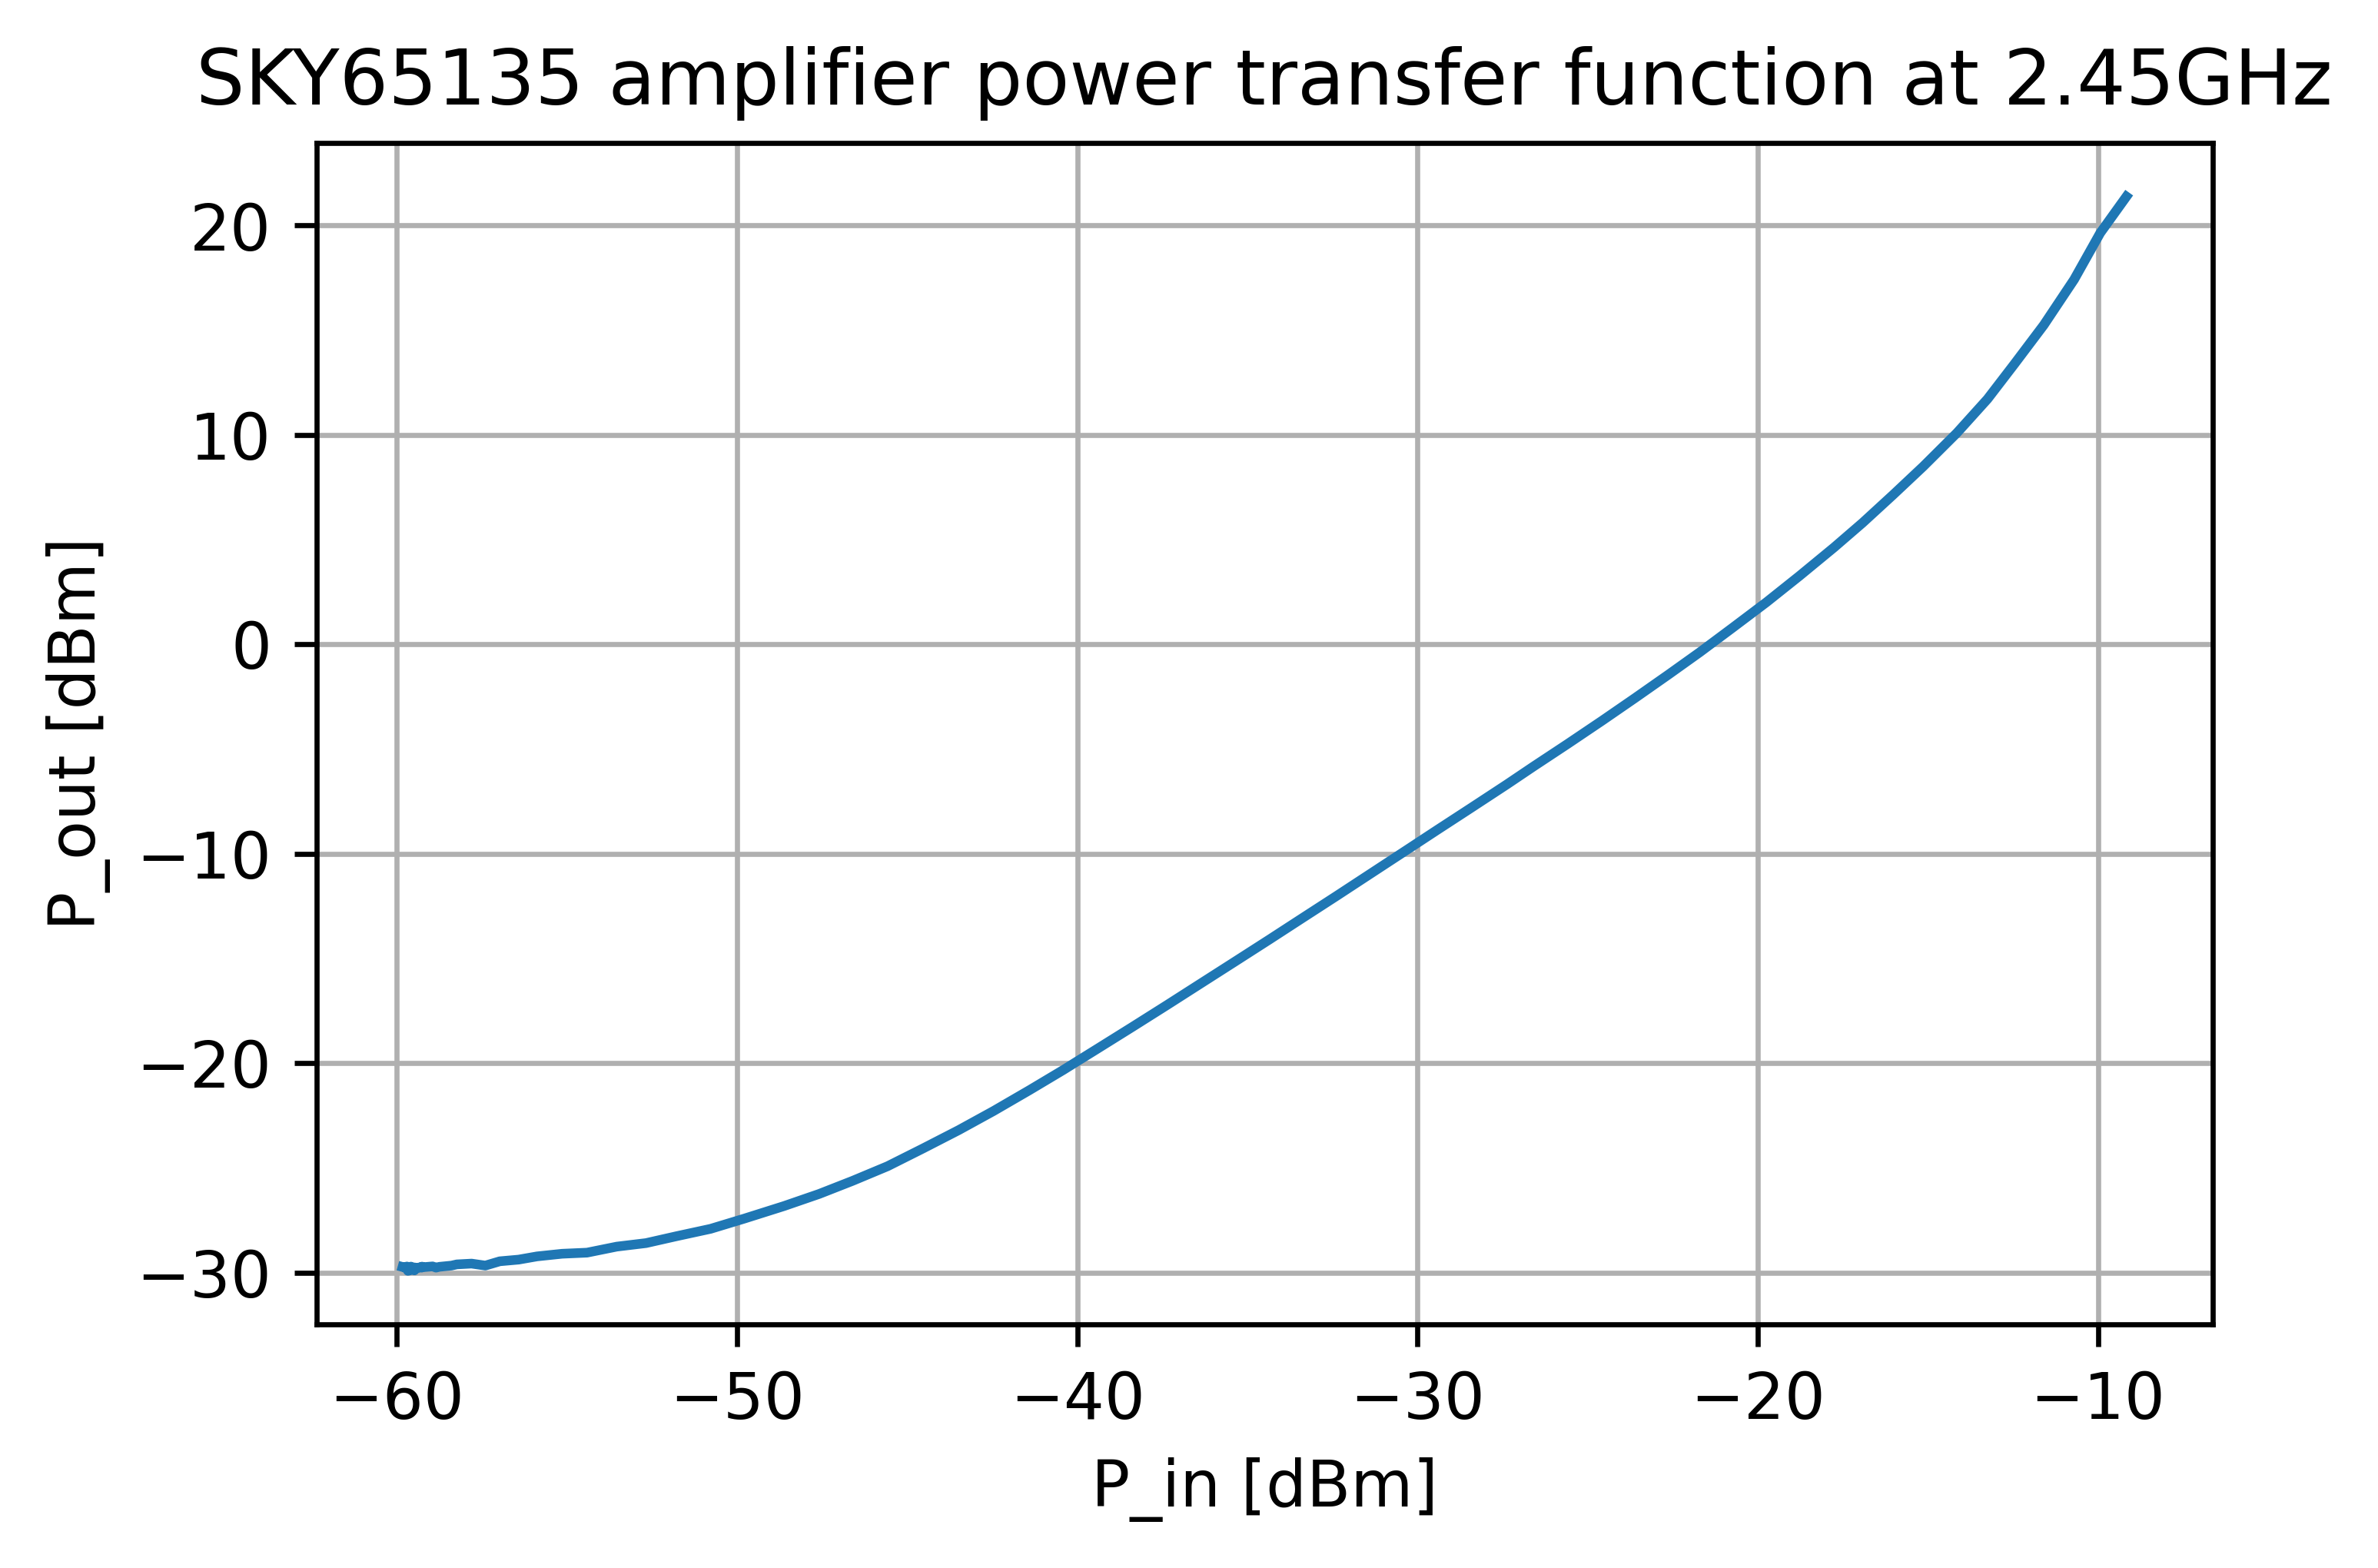 SKY65135 amplifier power transfer function at 2.45GHz
P_out [dBm]
20
10
0
−10
−20
−30
−60 −50 −40 −30 −20 −10
P_in [dBm]